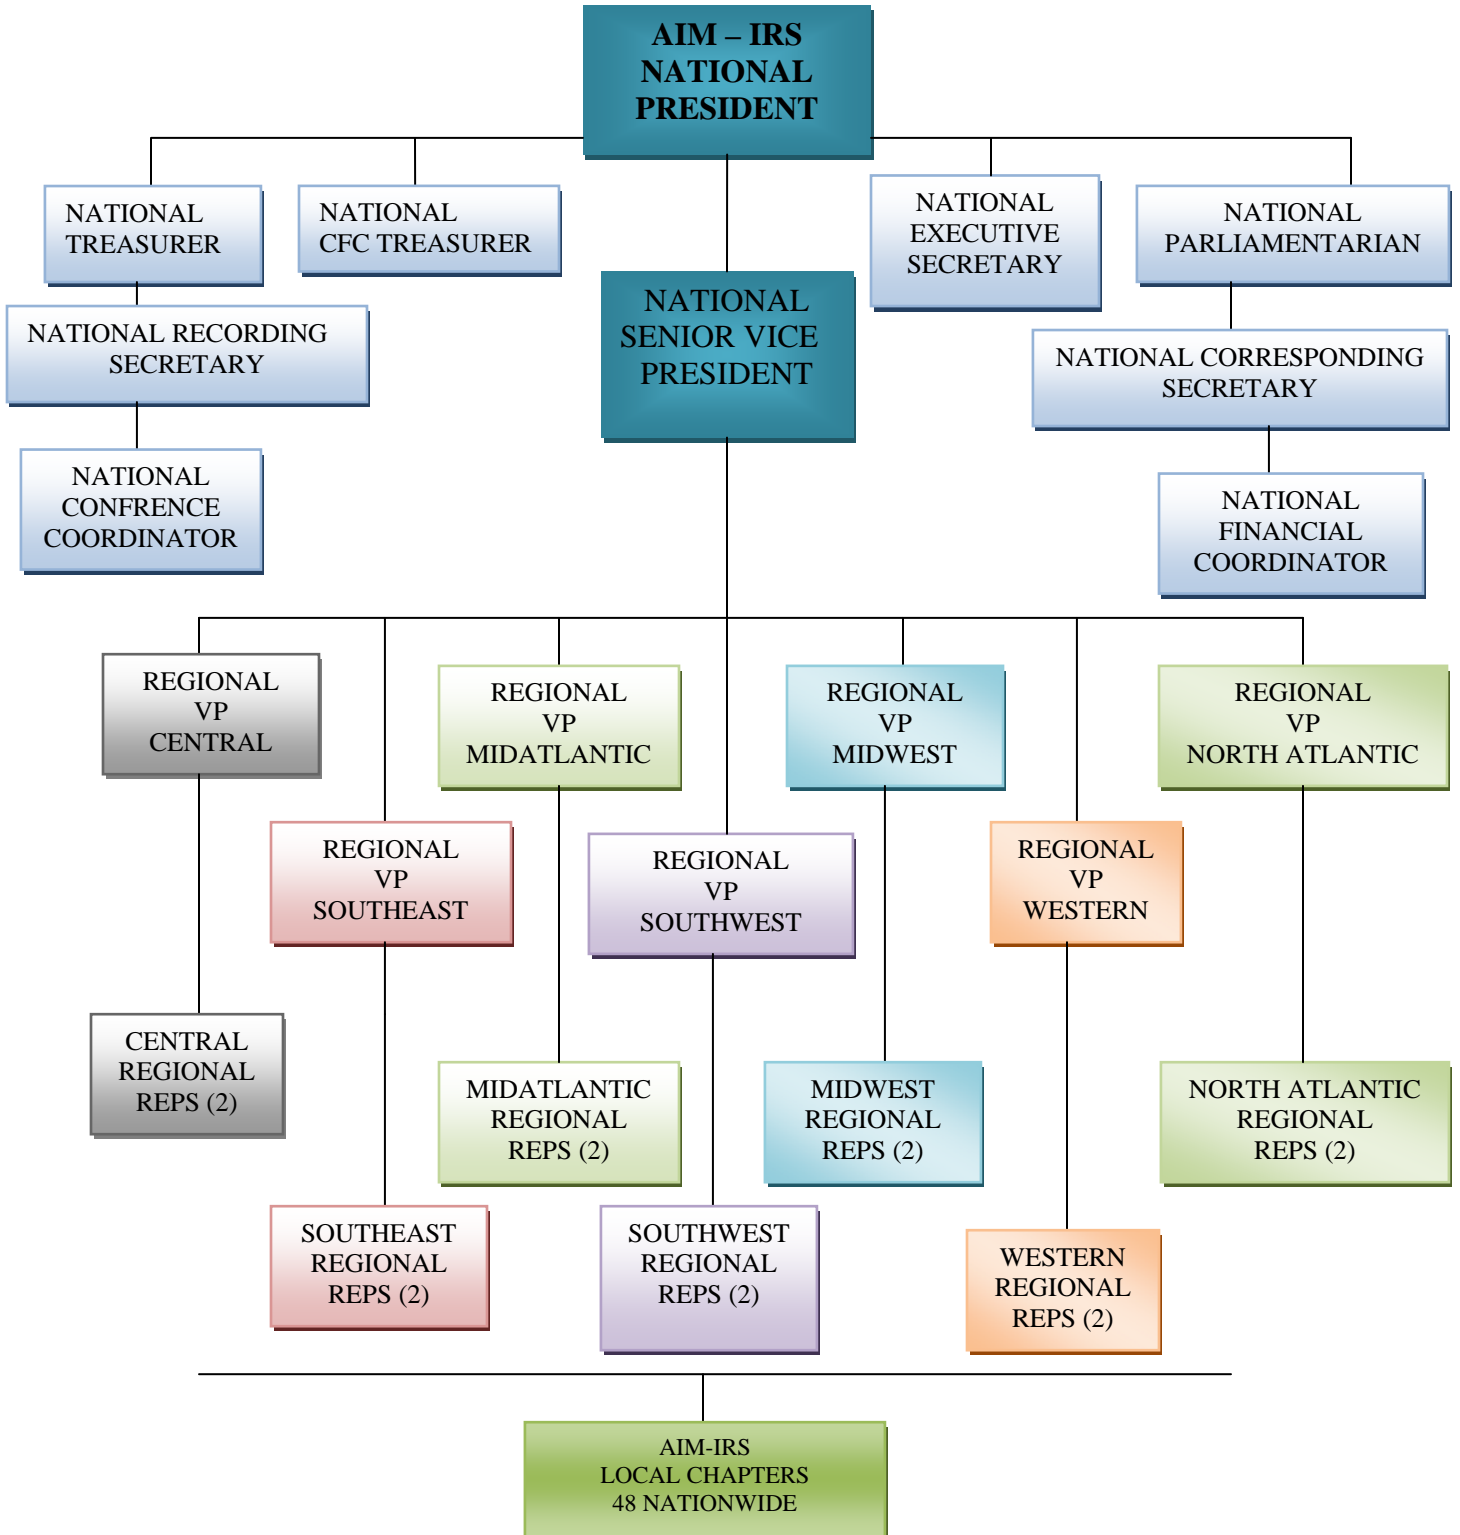 AIM – IRS
NATIONAL
PRESIDENT
NATIONAL
TREASURER
NATIONAL
CFC TREASURER
NATIONAL
EXECUTIVE
SECRETARY
NATIONAL
PARLIAMENTARIAN
NATIONAL
SENIOR VICE
PRESIDENT
NATIONAL RECORDING
SECRETARY
NATIONAL CORRESPONDING
SECRETARY
NATIONAL
CONFRENCE
COORDINATOR
NATIONAL
FINANCIAL
COORDINATOR
REGIONAL
VP
CENTRAL
REGIONAL
VP
MIDATLANTIC
REGIONAL
VP
MIDWEST
REGIONAL
VP
NORTH ATLANTIC
REGIONAL
VP
SOUTHEAST
REGIONAL
VP
SOUTHWEST
REGIONAL
VP
WESTERN
CENTRAL
REGIONAL
REPS (2)
MIDATLANTIC
REGIONAL
REPS (2)
MIDWEST
REGIONAL
REPS (2)
NORTH ATLANTIC
REGIONAL
REPS (2)
SOUTHEAST
REGIONAL
REPS (2)
SOUTHWEST
REGIONAL
REPS (2)
WESTERN
REGIONAL
REPS (2)
AIM-IRS
LOCAL CHAPTERS
48 NATIONWIDE